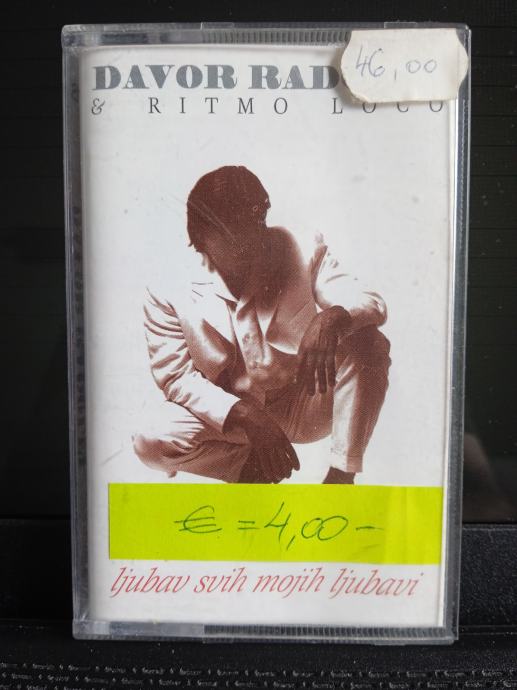 DAVOR RAD
46,00
& RITMO LOCO
€ = 4,00-
ljubav svih mojih ljubavi